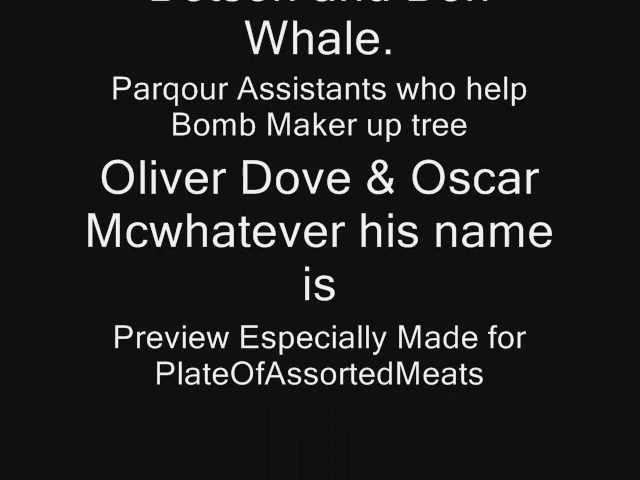 Whale.
Parqour Assistants who help
Bomb Maker up tree
Oliver Dove & Oscar
Mcwhatever his name
is
Preview Especially Made for
PlateOfAssortedMeats